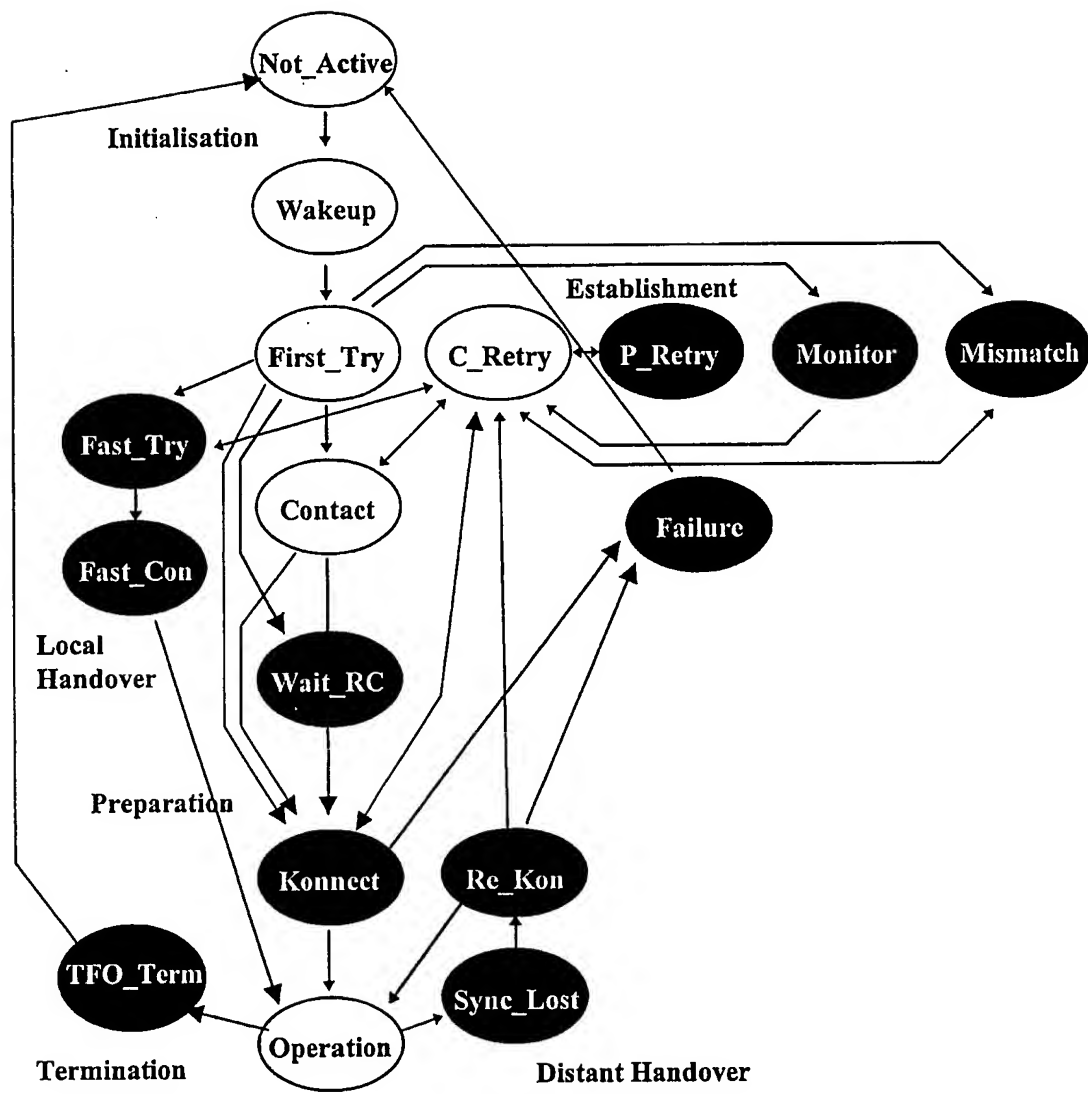 Not_Active
Initialisation
Wakeup
Establishment
First_Try
C_Retry
P_Retry
Monitor
Mismatch
Fast_Try
Contact
Failure
Fast_Con
Local
Handover
Wait_RC
Preparation
Konnect
Re_Kon
TFO_Term
Sync_Lost
Operation
Termination
Distant Handover